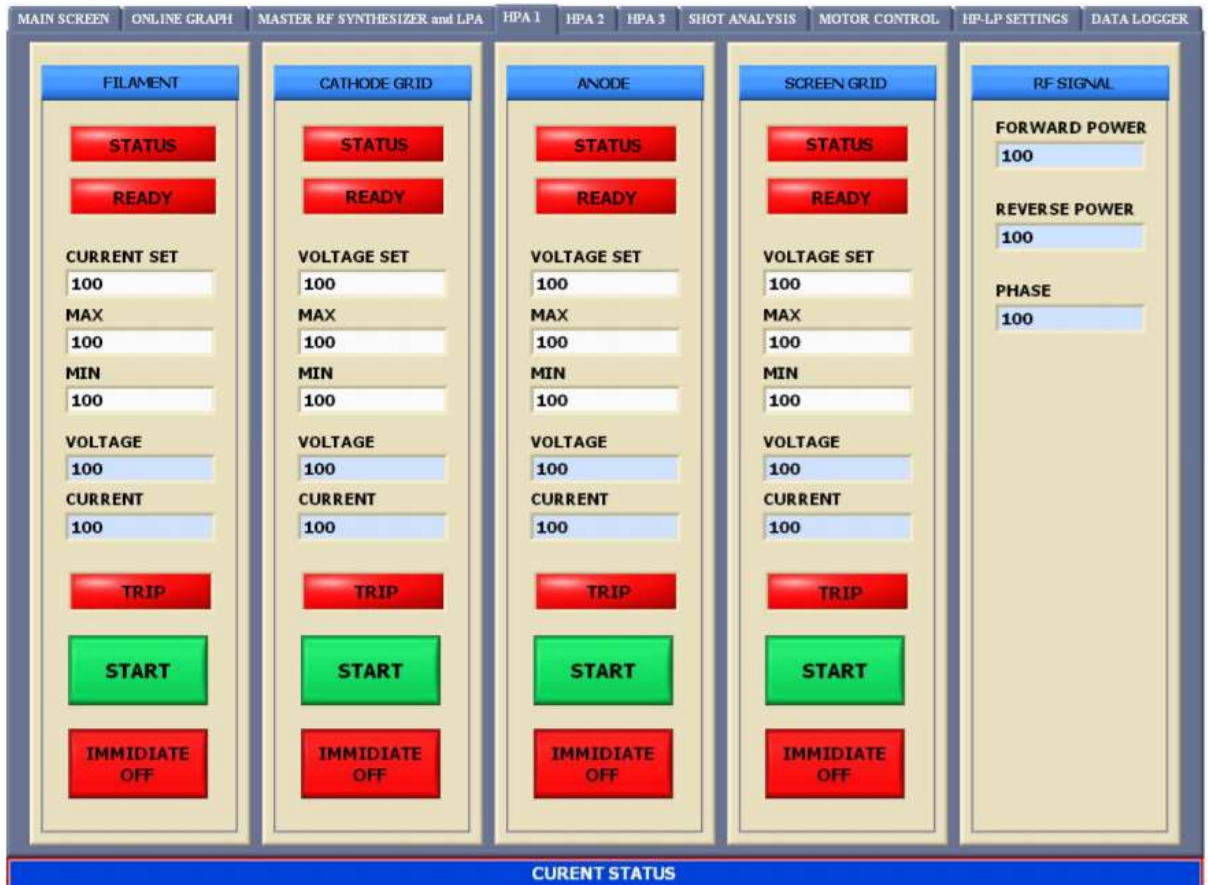 MAIN SCREEN ONLINE GRAPH MASTER RF SYNTHESIZER and LPA HPA 1 HPA 2 HPA 3 SHOT ANALYSIS MOTOR CONTROL HP-LP SETTINGS DATA LOGGER
FILAMENT
STATUS
READY
CURRENT SET
100
MAX
100
MIN
100
VOLTAGE
100
CURRENT
100
TRIP
START
IMMIDIATE
OFF
CATHODE GRID
STATUS
READY
VOLTAGE SET
100
MAX
100
MIN
100
VOLTAGE
100
CURRENT
100
TRIP
START
IMMIDIATE
OFF
ANODE
STATUS
READY
VOLTAGE SET
100
MAX
100
MIN
100
VOLTAGE
100
CURRENT
100
TRIP
START
IMMIDIATE
OFF
SCREEN GRID
STATUS
READY
VOLTAGE SET
100
MAX
100
MIN
100
VOLTAGE
100
CURRENT
100
TRIP
START
IMMIDIATE
OFF
RF SIGNAL
FORWARD POWER
100
REVERSE POWER
100
PHASE
100
CURENT STATUS